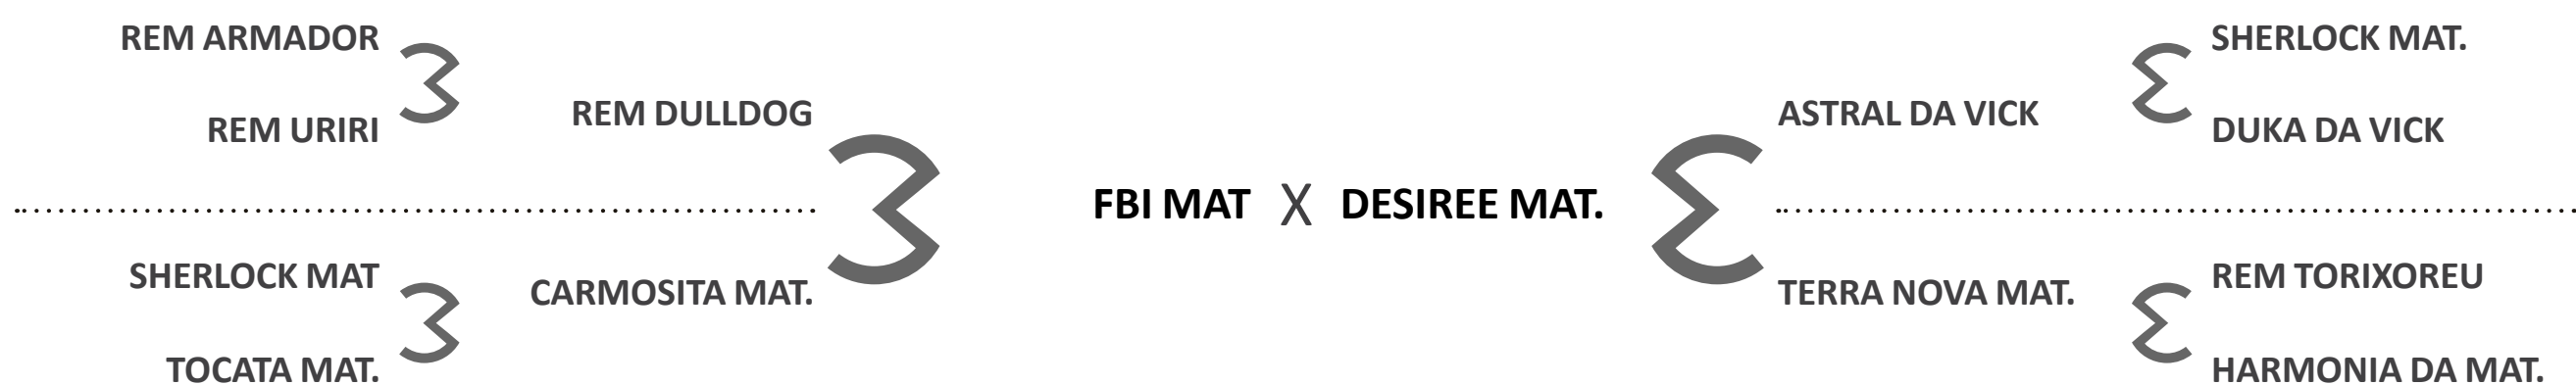 REM ARMADOR
REM URIRI
REM DULLDOG
SHERLOCK MAT
TOCATA MAT.
CARMOSITA MAT.
FBI MAT X DESIREE MAT.
ASTRAL DA VICK
TERRA NOVA MAT.
SHERLOCK MAT.
DUKA DA VICK
REM TORIXOREU
HARMONIA DA MAT.